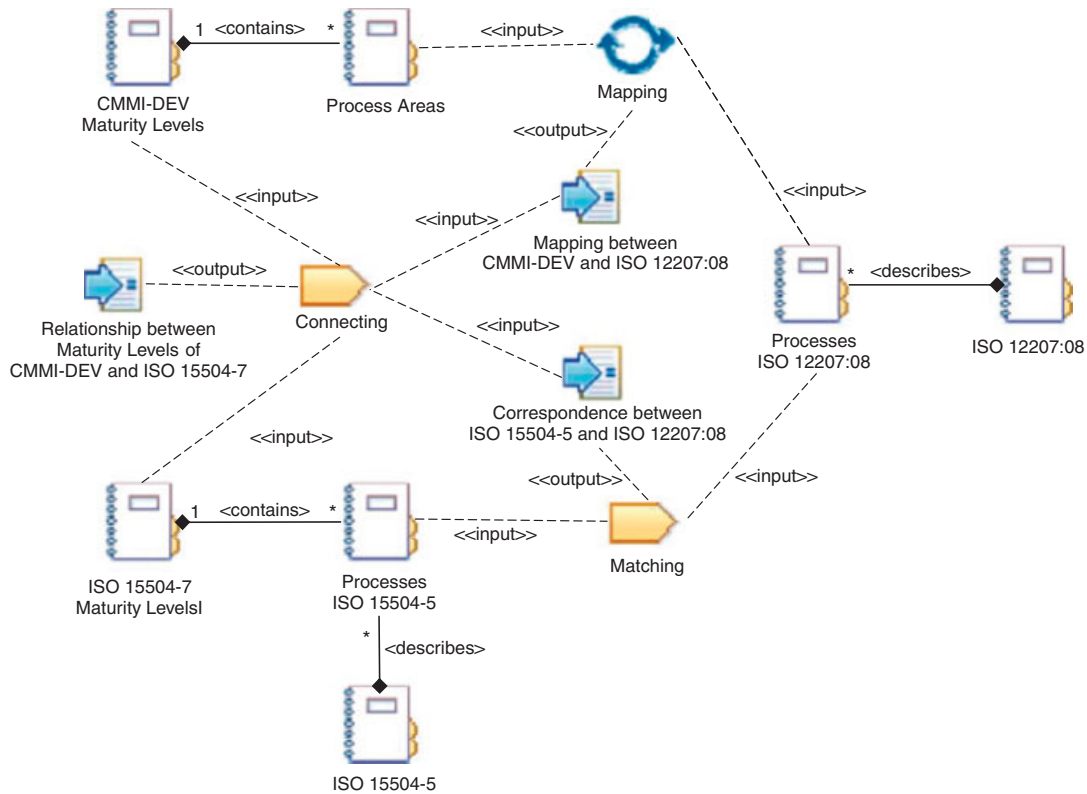 1 <contains> *
<<input>>
CMMI-DEV
Maturity Levels
Process Areas
Mapping
<<output>>
<<input>>
<<input>>
<<input>>
Mapping between
CMMI-DEV and ISO 12207:08
<<output>>
* <describes>
Relationship between
Maturity Levels of
CMMI-DEV and ISO 15504-7
Connecting
<<input>>
Processes
ISO 12207:08
ISO 12207:08
Correspondence between
ISO 15504-5 and ISO 12207:08
<<input>>
<<output>>
<<input>>
1 <contains> *
<<input>>
Matching
ISO 15504-7
Maturity LevelsI
Processes
ISO 15504-5
*
<describes>
ISO 15504-5